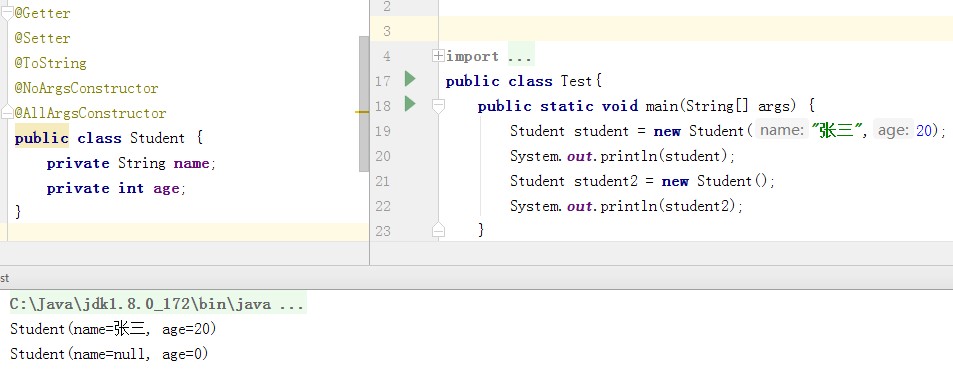 @Getter
@Setter
@ToString
@NoArgsConstructor
@AllArgsConstructor
public class Student {
private String name;
private int age;
}
2
3
4 import ...
17 public class Test{
18 public static void main(String[] args) {
19 Student student = new Student( name: "张三", age: 20);
20 System.out.println(student);
21 Student student2 = new Student();
22 System.out.println(student2);
23 }
st
C:\Java\jdk1.8.0_172\bin\java ...
Student(name=张三, age=20)
Student(name=null, age=0)